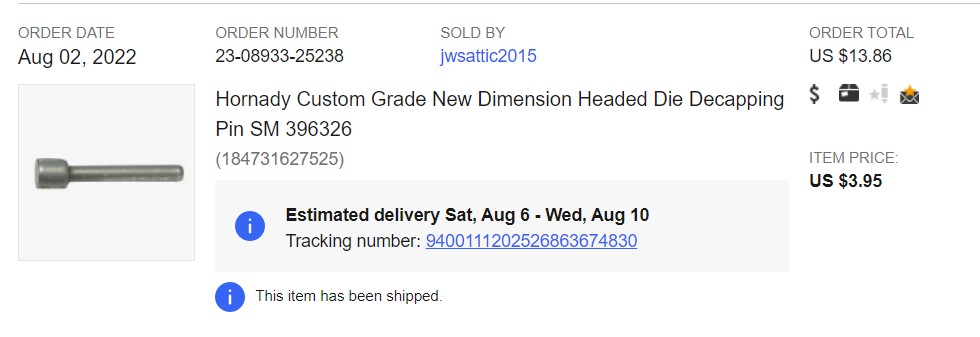 ORDER DATE
Aug 02, 2022
ORDER NUMBER
23-08933-25238
SOLD BY
jwsattic2015
ORDER TOTAL
US $13.86
Hornady Custom Grade New Dimension Headed Die Decapping
Pin SM 396326
(184731627525)
ITEM PRICE:
US $3.95
Estimated delivery Sat, Aug 6 - Wed, Aug 10
Tracking number: 9400111202526863674830
This item has been shipped.